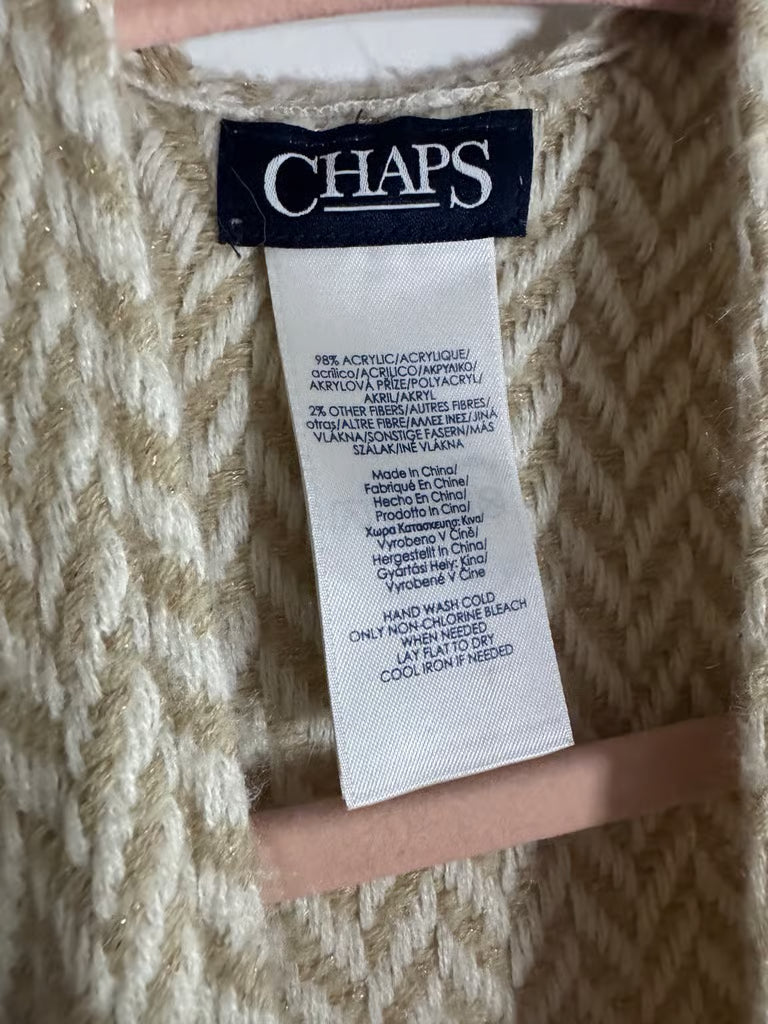 CHAPS
98% ACRYLIC/ACRYLIQUE/
acrílico/ACRILICO/ΑΚΡΥΛΙΚΟ/
AKRYLOVÁ PŘÍZE/POLYACRYL/
AKRIL/AKRYL
2% OTHER FIBERS/AUTRES FIBRES/
otras/ALTRE FIBRE/ΑΛΛΕΣ ΙΝΕΣ/JINÁ
VLÁKNA/SONSTIGE FASERN/MÁS
SZÁLAK/INÉ VLÁKNA
Made In China/
Fabriqué En Chine/
Hecho En China/
Prodotto In Cina/
Χωρα Κατασκευης: Κινα/
Vyrobeno V Číně/
Hergestellt In China/
Gyártási Hely: Kína/
Vyrobené V Číne
HAND WASH COLD
ONLY NON-CHLORINE BLEACH
WHEN NEEDED
LAY FLAT TO DRY
COOL IRON IF NEEDED